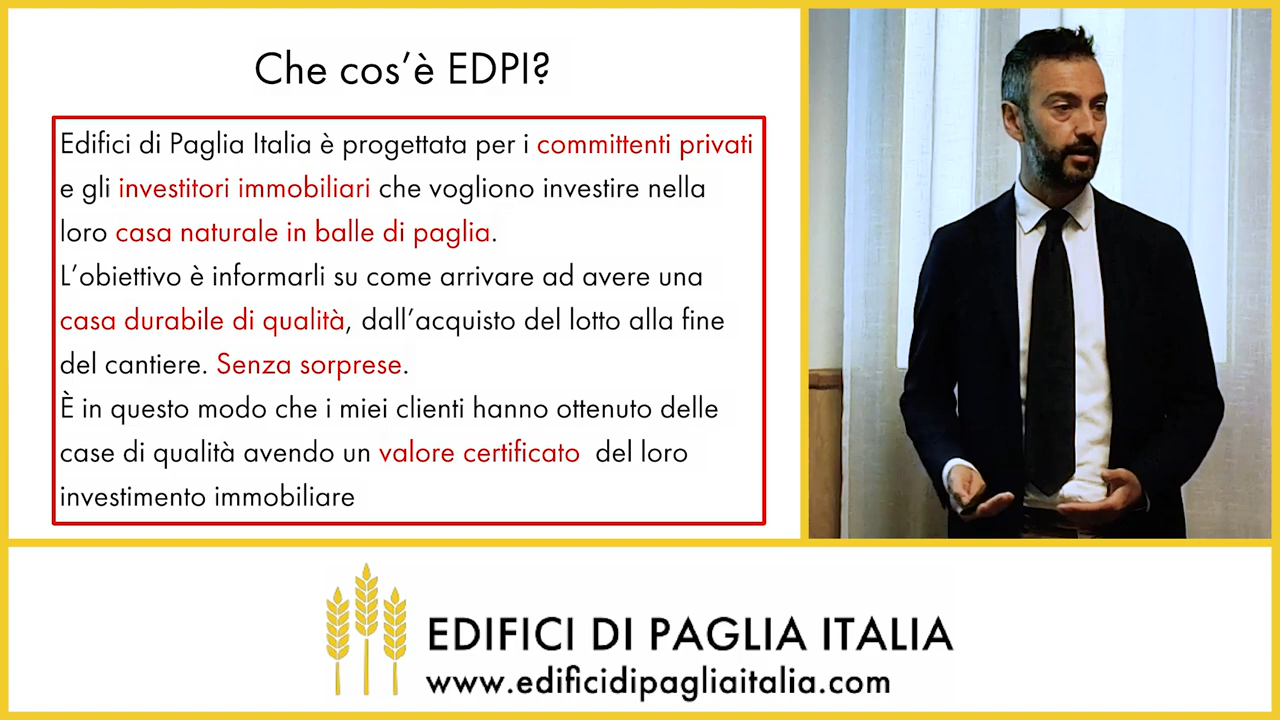 Che cos’è EDPI?
Edifici di Paglia Italia è progettata per i committenti privati
e gli investitori immobiliari che vogliono investire nella
loro casa naturale in balle di paglia.
L’obiettivo è informarli su come arrivare ad avere una
casa durabile di qualità, dall’acquisto del lotto alla fine
del cantiere. Senza sorprese.
È in questo modo che i miei clienti hanno ottenuto delle
case di qualità avendo un valore certificato del loro
investimento immobiliare
EDIFICI DI PAGLIA ITALIA
www.edificidipagliaitalia.com